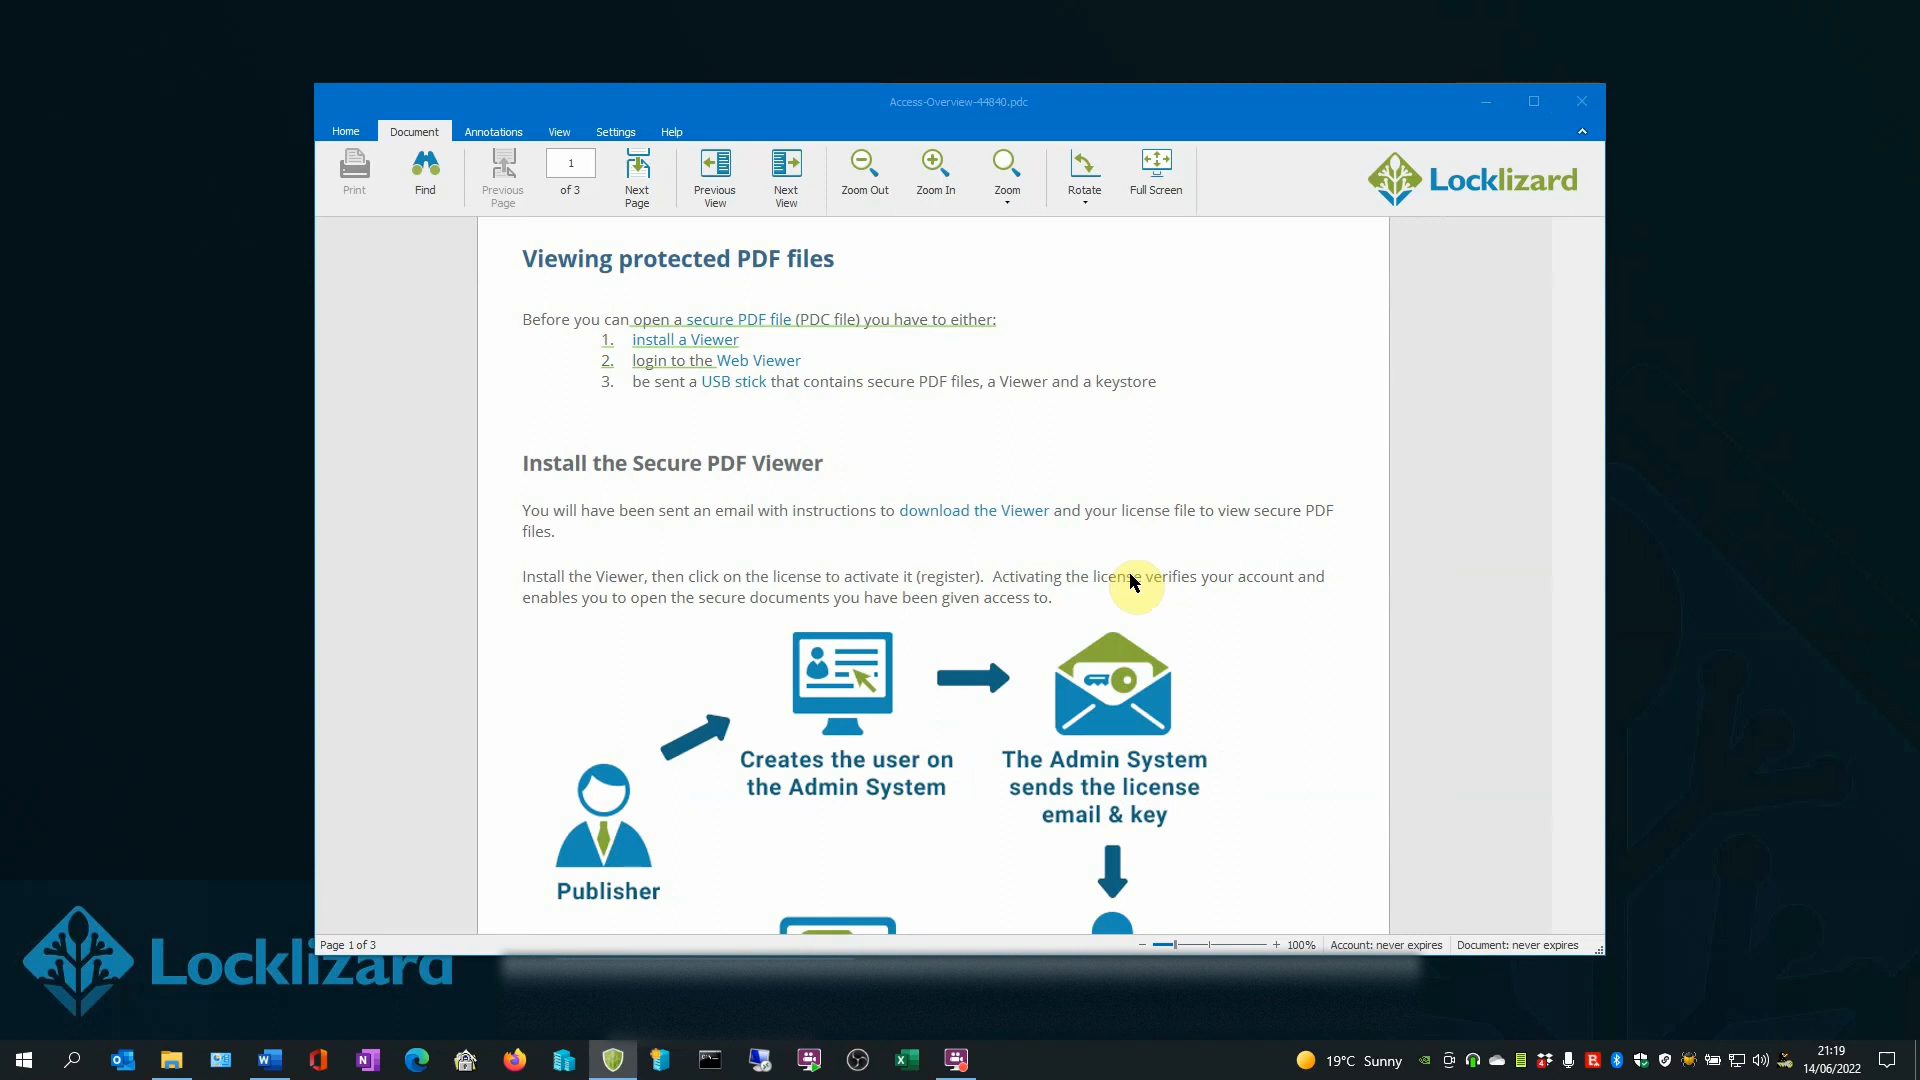 Access-Overview-44840.pdc
Home Document Annotations View Settings Help
Print Find Previous Page 1 of 3 Next Page Previous View Next View Zoom Out Zoom In Zoom Rotate Full Screen
Locklizard
Viewing protected PDF files
Before you can open a secure PDF file (PDC file) you have to either:
1. install a Viewer
2. login to the Web Viewer
3. be sent a USB stick that contains secure PDF files, a Viewer and a keystore
Install the Secure PDF Viewer
You will have been sent an email with instructions to download the Viewer and your license file to view secure PDF
files.
Install the Viewer, then click on the license to activate it (register). Activating the license verifies your account and
enables you to open the secure documents you have been given access to.
Creates the user on
the Admin System
The Admin System
sends the license
email & key
Publisher
Page 1 of 3 100% Account: never expires Document: never expires
Locklizard
19°C Sunny
21:19
14/06/2022